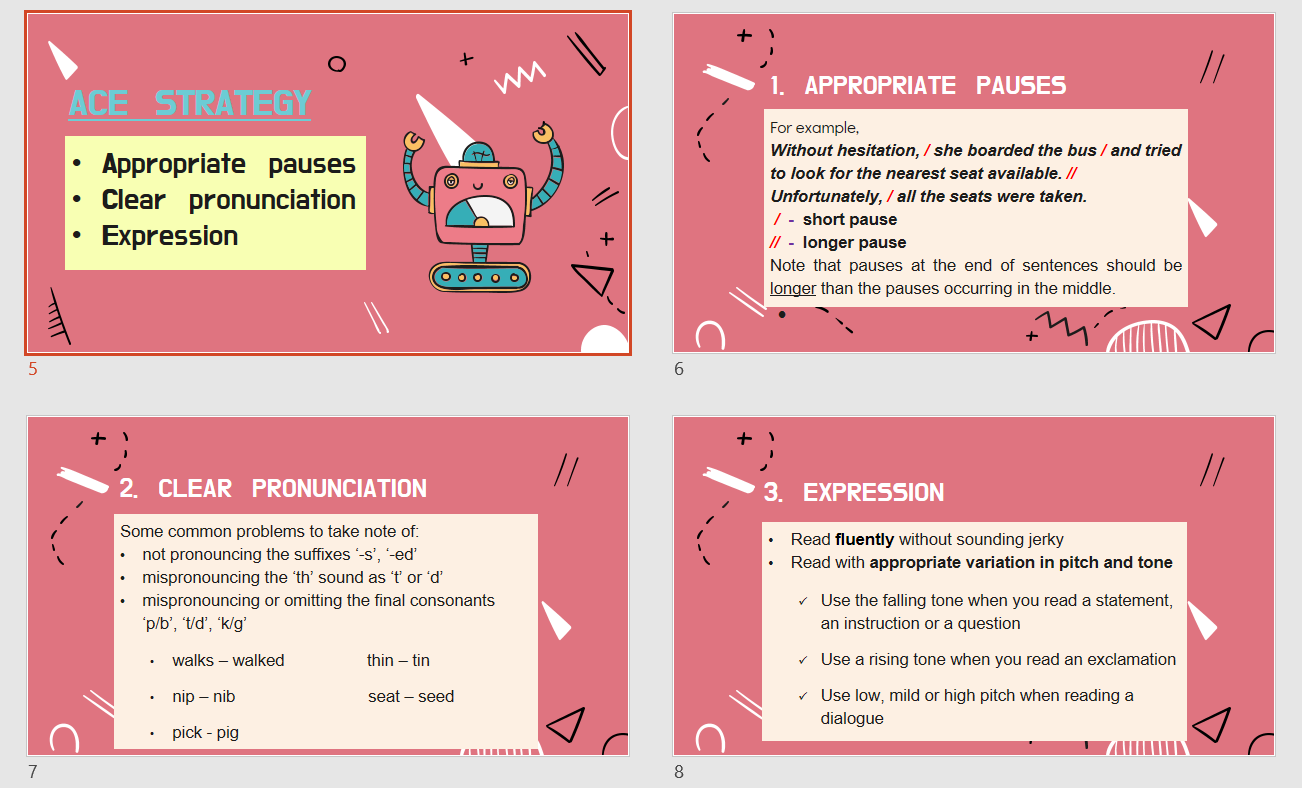 ACE STRATEGY
• Appropriate pauses
• Clear pronunciation
• Expression
5
1. APPROPRIATE PAUSES
For example,
Without hesitation, / she boarded the bus / and tried
to look for the nearest seat available. //
Unfortunately, / all the seats were taken.
/ - short pause
// - longer pause
Note that pauses at the end of sentences should be
longer than the pauses occurring in the middle.
6
2. CLEAR PRONUNCIATION
Some common problems to take note of:
• not pronouncing the suffixes ‘-s’, ‘-ed’
• mispronouncing the ‘th’ sound as ‘t’ or ‘d’
• mispronouncing or omitting the final consonants
‘p/b’, ‘t/d’, ‘k/g’
• walks – walked thin – tin
• nip – nib seat – seed
• pick - pig
7
3. EXPRESSION
• Read fluently without sounding jerky
• Read with appropriate variation in pitch and tone
✓ Use the falling tone when you read a statement,
an instruction or a question
✓ Use a rising tone when you read an exclamation
✓ Use low, mild or high pitch when reading a
dialogue
8